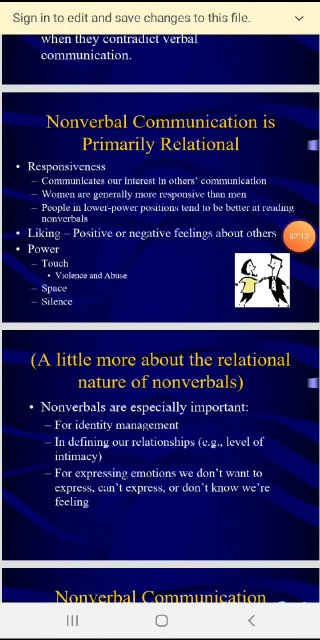 Sign in to edit and save changes to this file.
when they contradict verbal
communication.
Nonverbal Communication is
Primarily Relational
• Responsiveness
– Communicates our interest in others' communication
– Women are generally more responsive than men
– People in lower-power positions tend to be better at reading
nonverbals
• Liking – Positive or negative feelings about others
07:12
• Power
– Touch
• Violence and Abuse
– Space
– Silence
(A little more about the relational
nature of nonverbals)
• Nonverbals are especially important:
– For identity management
– In defining our relationships (e.g., level of
intimacy)
– For expressing emotions we don't want to
express, can't express, or don't know we're
feeling
Nonverbal Communication